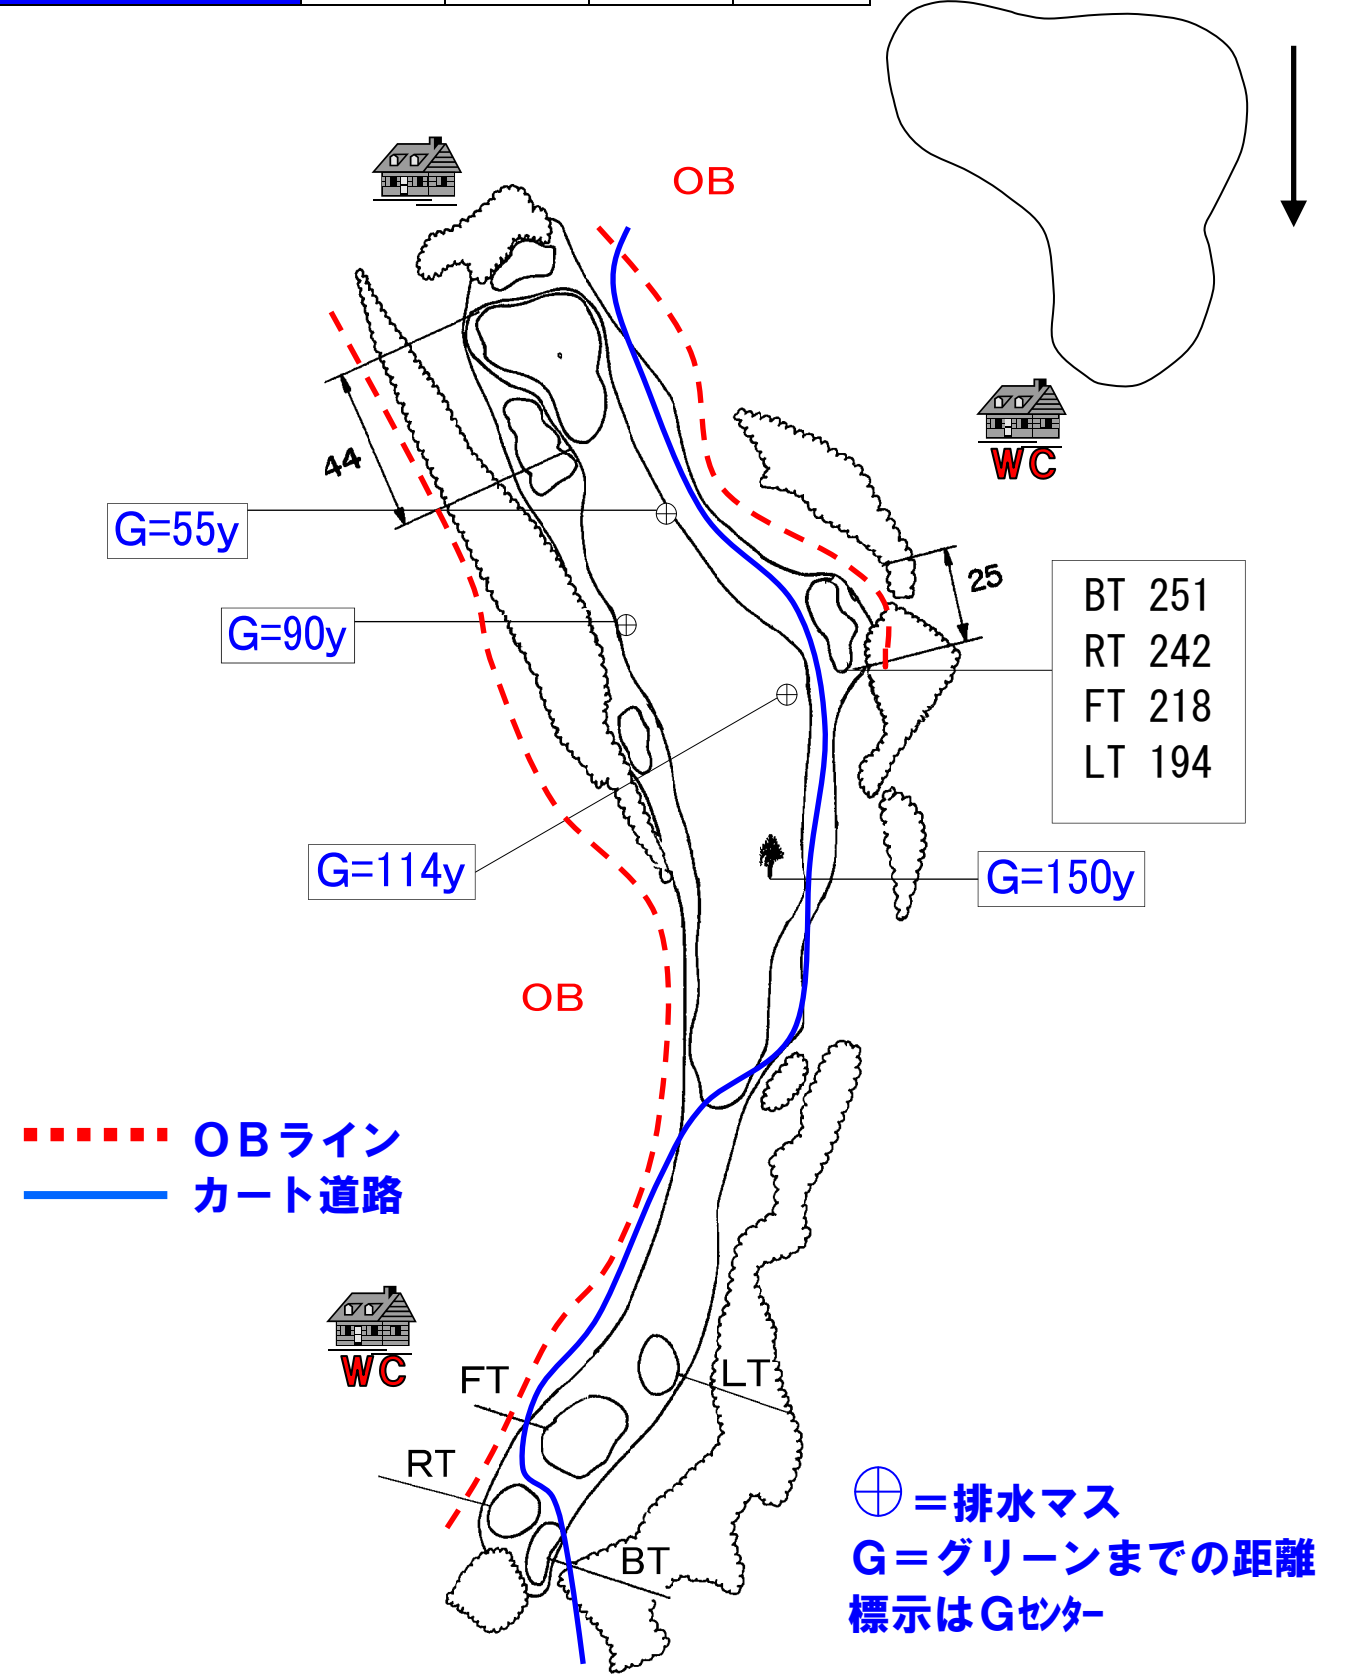 OB
WC
44
G=55y
25
BT 251
RT 242
FT 218
LT 194
G=90y
G=114y
G=150y
OB
OBライン
カート道路
WC
FT
LT
RT
BT
⊕=排水マス
G=グリーンまでの距離
標示はGセンター